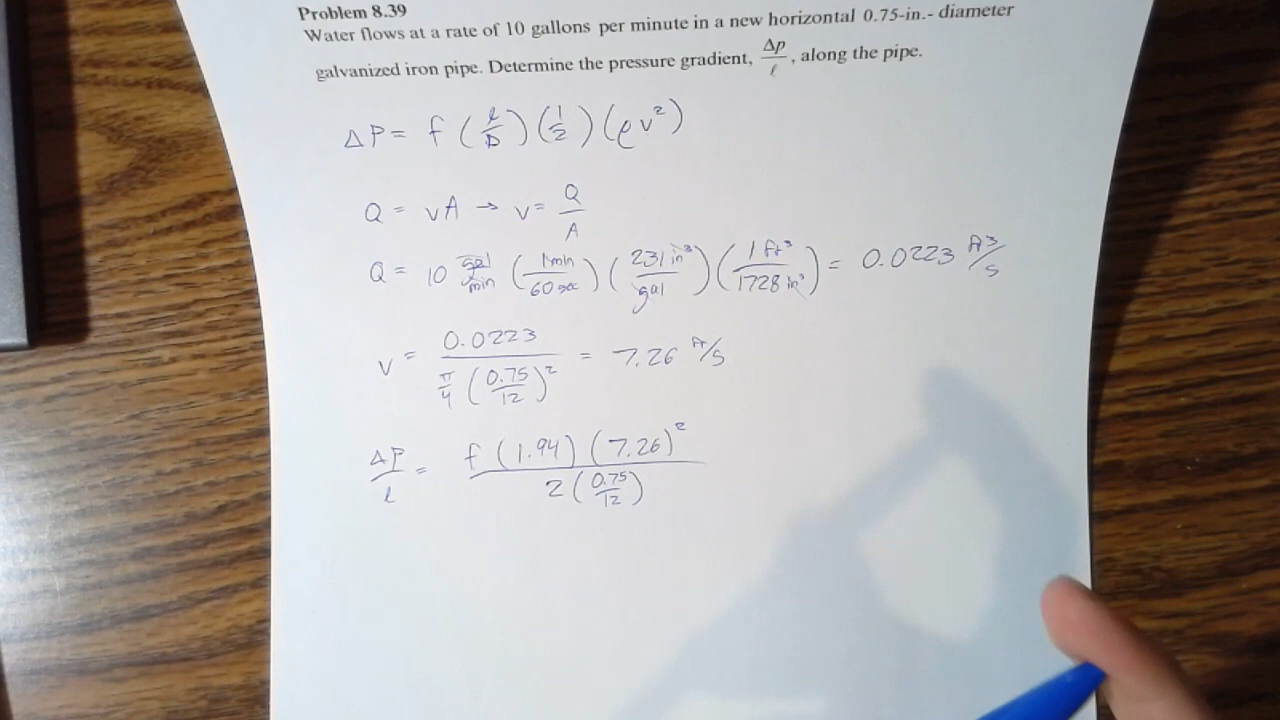 Problem 8.39
Water flows at a rate of 10 gallons per minute in a new horizontal 0.75-in.- diameter
galvanized iron pipe. Determine the pressure gradient, Δp/ℓ, along the pipe.
ΔP = f (ℓ/D) (1/2) (ρv²)
Q = vA → v = Q/A
Q = 10 gal/min (1min/60 sec) (231 in³/gal) (1 ft³/1728 in³) = 0.0223 ft³/s
v = 0.0223 / π/4 (0.75/12)² = 7.26 ft/s
ΔP/ℓ = f (1.94) (7.26)² / 2 (0.75/12)